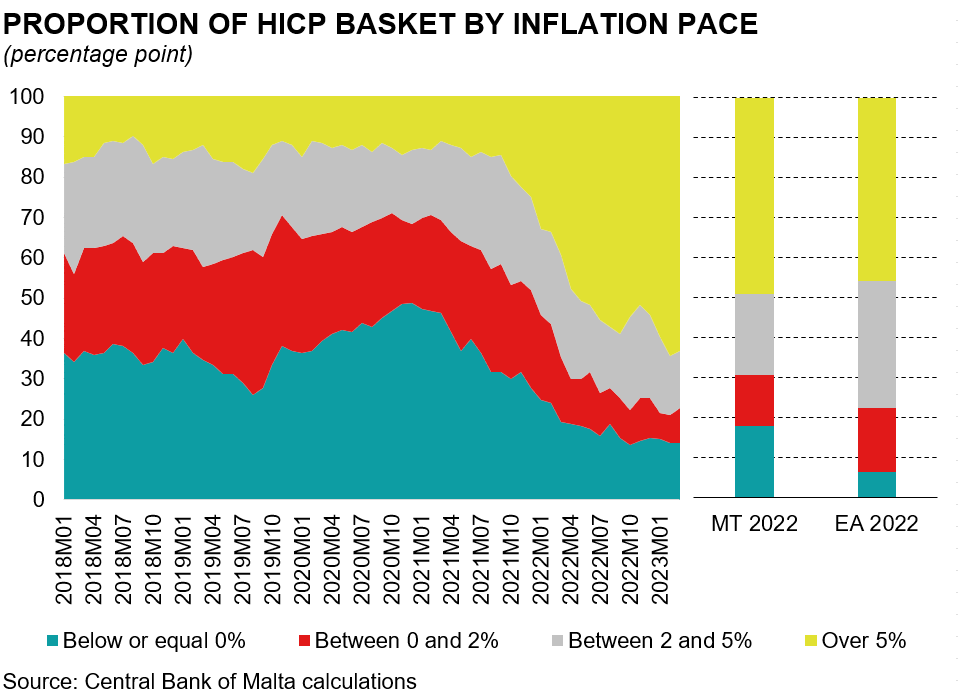 PROPORTION OF HICP BASKET BY INFLATION PACE
(percentage point)
100
90
80
70
60
50
40
30
20
10
0
2018M01
2018M04
2018M07
2018M10
2019M01
2019M04
2019M07
2019M10
2020M01
2020M04
2020M07
2020M10
2021M01
2021M04
2021M07
2021M10
2022M01
2022M04
2022M07
2022M10
2023M01
MT 2022 EA 2022
Below or equal 0% Between 0 and 2% Between 2 and 5% Over 5%
Source: Central Bank of Malta calculations